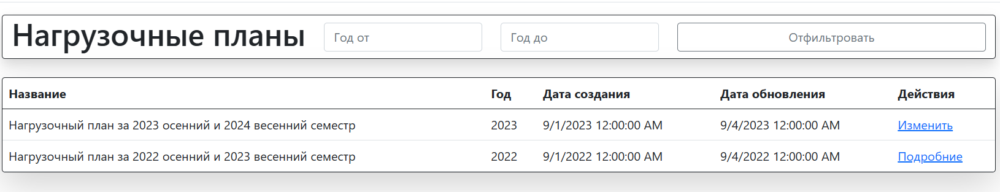 Нагрузочные планы Год от Год до Отфильтровать
Название Год Дата создания Дата обновления Действия
Нагрузочный план за 2023 осенний и 2024 весенний семестр 2023 9/1/2023 12:00:00 AM 9/4/2023 12:00:00 AM Изменить
Нагрузочный план за 2022 осенний и 2023 весенний семестр 2022 9/1/2022 12:00:00 AM 9/4/2022 12:00:00 AM Подробние